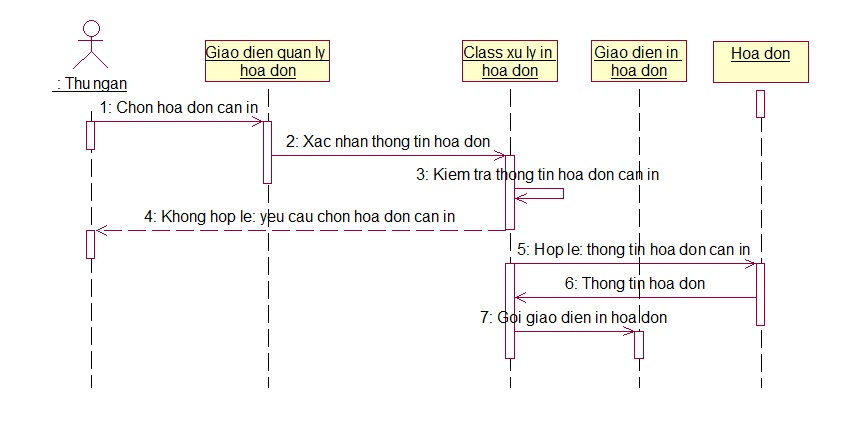 : Thu ngan
Giao dien quan ly
hoa don
Class xu ly in
hoa don
Giao dien in
hoa don
Hoa don
1: Chon hoa don can in
2: Xac nhan thong tin hoa don
3: Kiem tra thong tin hoa don can in
4: Khong hop le: yeu cau chon hoa don can in
5: Hop le: thong tin hoa don can in
6: Thong tin hoa don
7: Goi giao dien in hoa don